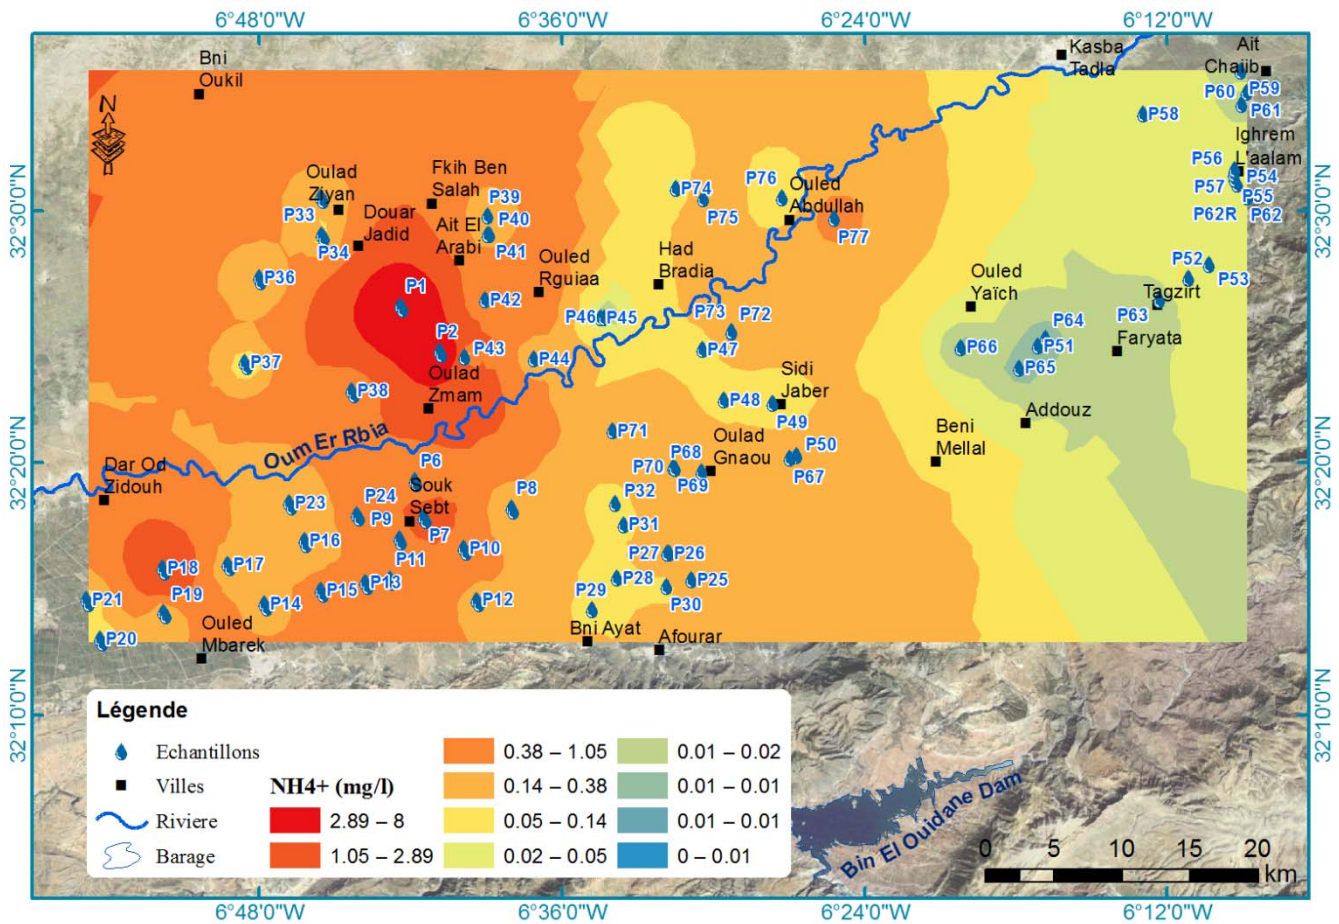 6°48'0"W
6°36'0"W
6°24'0"W
6°12'0"W
Bni
Oukil
Kasba
Tadla
Ait
Chajib
P60
P59
P61
P58
N
Ighrem
L'aalam
P56
P54
P57
P55
P62R
P62
32°30'0"N
32°30'0"N
Oulad
Ziyan
Fkih Ben
Salah
P39
P74
P76
Ouled
Abdullah
P33
Douar
Jadid
P40
P75
P34
Ait El
Arabi
P41
P77
P36
Ouled
Rguiaa
Had
Bradia
P52
P53
P1
P42
Ouled
Yaïch
Tagzirt
P46
P45
P73
P72
P63
Faryata
P2
P43
P44
P47
P64
P66
P51
P37
P65
P38
Oulad
Zmam
Sidi
Jaber
P48
P49
Addouz
Oum Er Rbia
P71
Beni
Mellal
32°20'0"N
32°20'0"N
Dar Od
Zidouh
P6
P68
Oulad
Gnaou
P50
P70
P69
P67
Souk
Sebt
P23
P24
P8
P32
P9
P7
P31
P16
P11
P10
P27
P26
P18
P17
P13
P28
P25
P15
P29
P30
P21
P19
P14
P12
P20
Ouled
Mbarek
Bni Ayat
Afourar
32°10'0"N
32°10'0"N
Légende
Echantillons
Villes
Riviere
Barage
NH4+ (mg/l)
2.89 – 8
1.05 – 2.89
0.38 – 1.05
0.14 – 0.38
0.05 – 0.14
0.02 – 0.05
0.01 – 0.02
0.01 – 0.01
0.01 – 0.01
0 – 0.01
Bin El Ouidane Dam
0 5 10 15 20
km
6°48'0"W
6°36'0"W
6°24'0"W
6°12'0"W